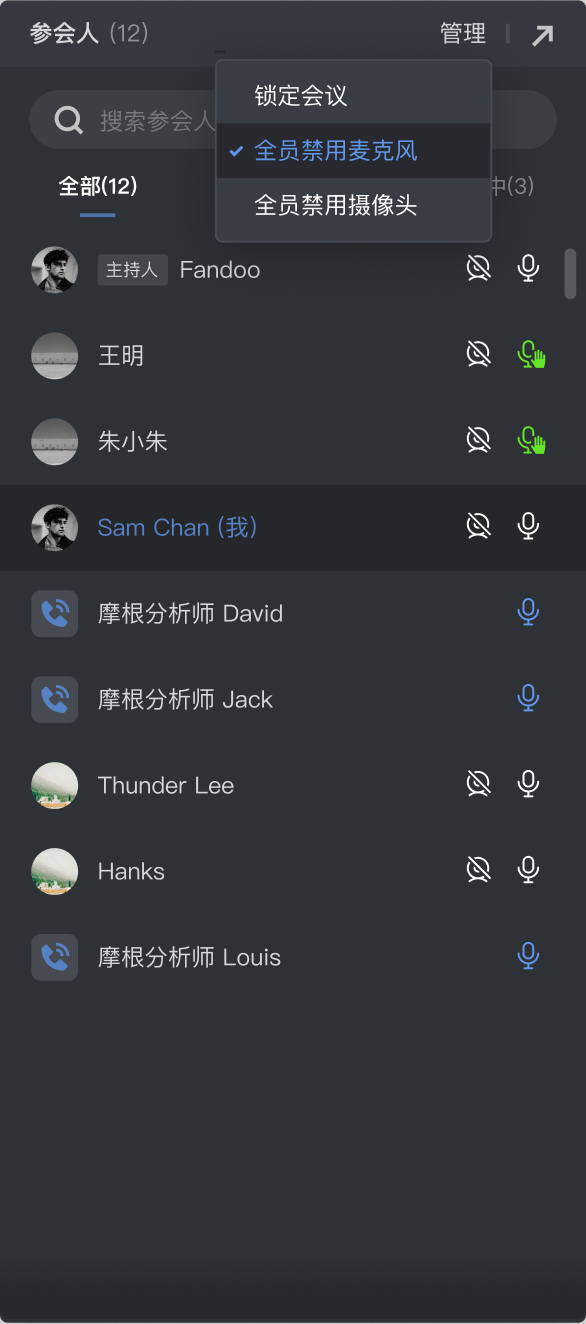 参会人 (12)
管理
锁定会议
搜索参会人
全员禁用麦克风
全部(12)
中(3)
全员禁用摄像头
主持人 Fandoo
王明
朱小朱
Sam Chan (我)
摩根分析师 David
摩根分析师 Jack
Thunder Lee
Hanks
摩根分析师 Louis